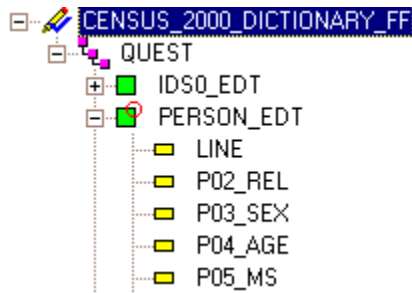 CENSUS_2000_DICTIONARY_FF
QUEST
IDS0_EDT
PERSON_EDT
LINE
P02_REL
P03_SEX
P04_AGE
P05_MS